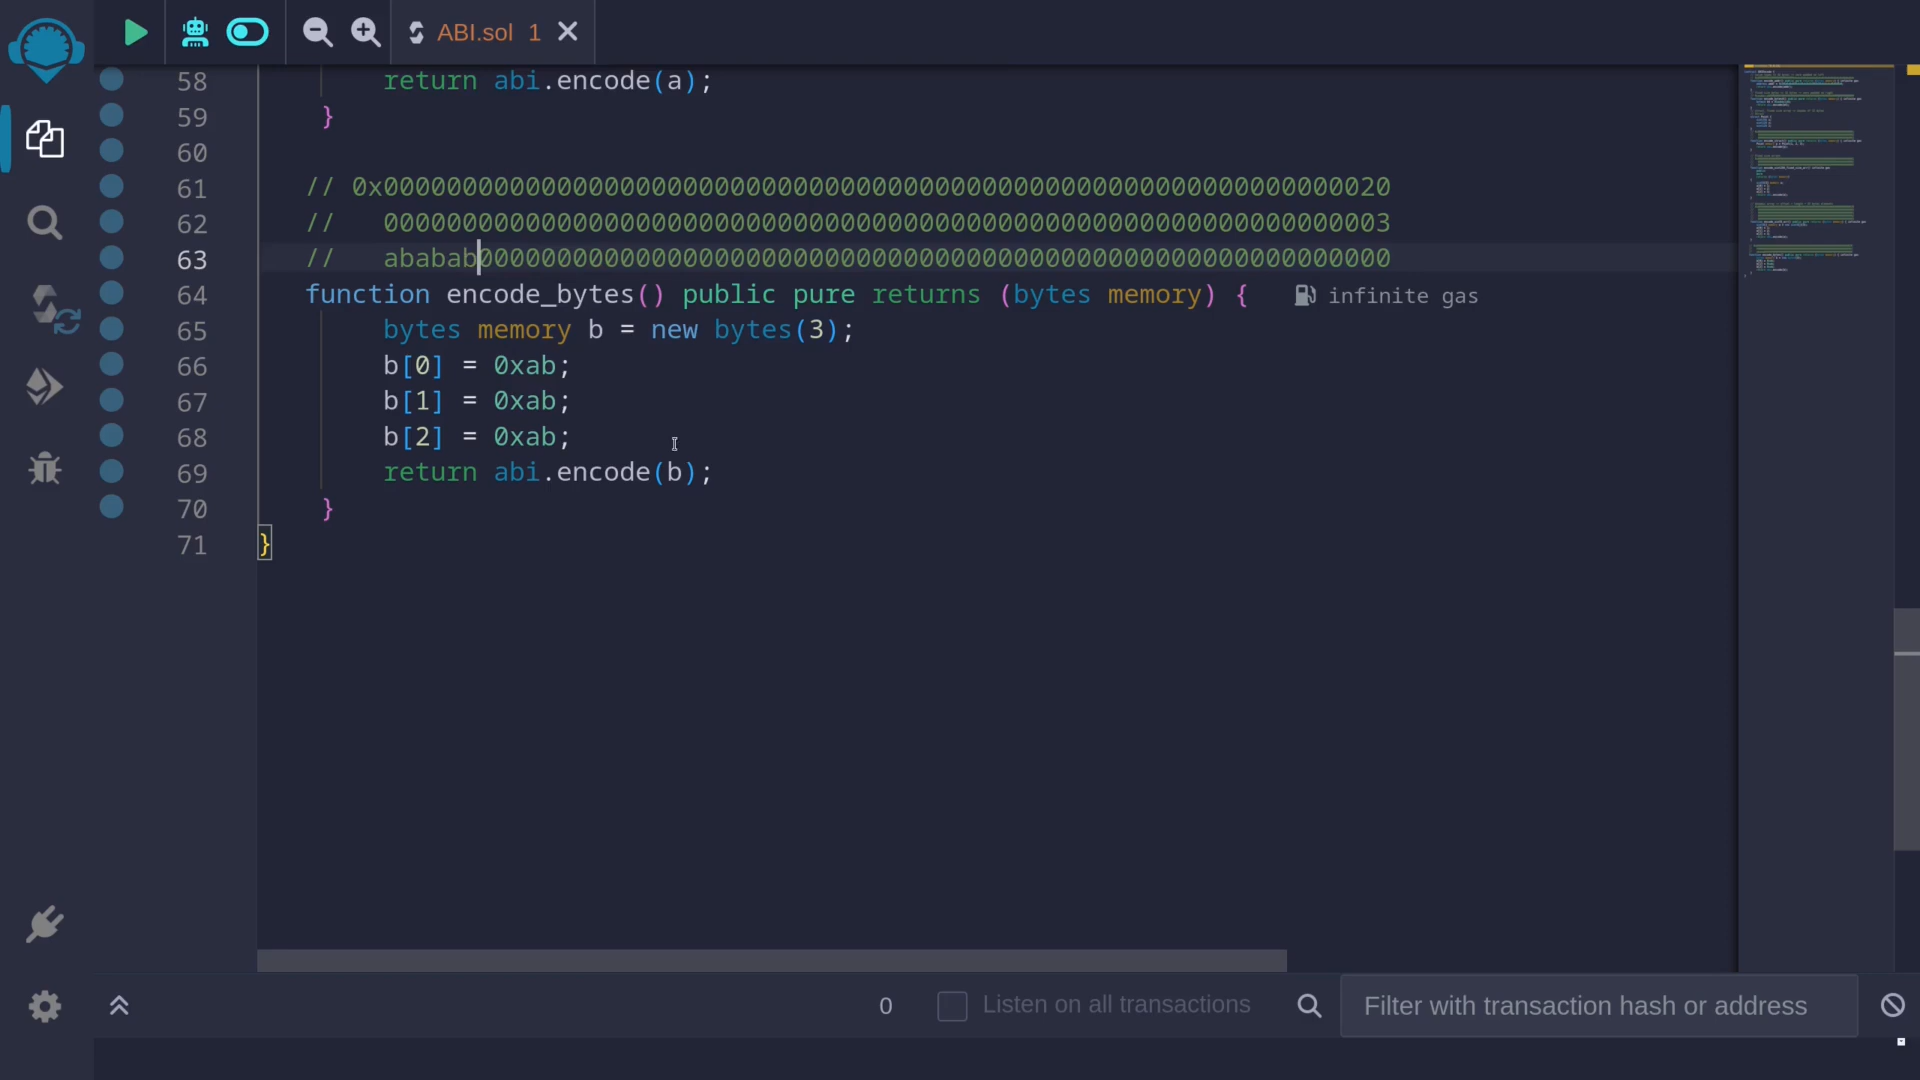 ABI.sol 1
58 return abi.encode(a);
59 }
60
61 // 0x0000000000000000000000000000000000000000000000000000000000000020
62 // 0000000000000000000000000000000000000000000000000000000000000003
63 // ababab0000000000000000000000000000000000000000000000000000000000
64 function encode_bytes() public pure returns (bytes memory) { infinite gas
65 bytes memory b = new bytes(3);
66 b[0] = 0xab;
67 b[1] = 0xab;
68 b[2] = 0xab;
69 return abi.encode(b);
70 }
71 }
0 Listen on all transactions Filter with transaction hash or address